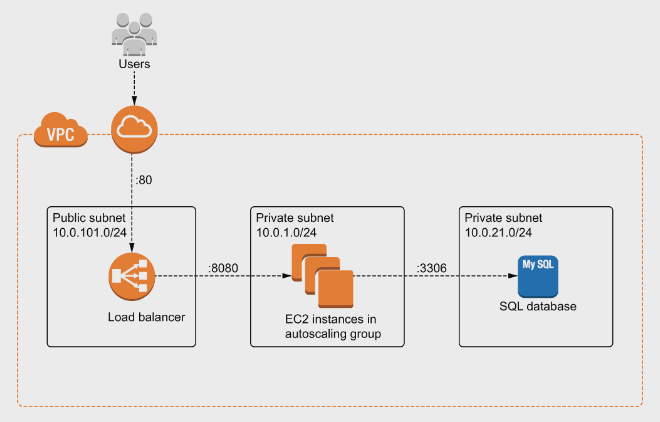 Users
VPC
:80
Public subnet
10.0.101.0/24
Load balancer
:8080
Private subnet
10.0.1.0/24
EC2 instances in
autoscaling group
:3306
Private subnet
10.0.21.0/24
My SQL
SQL database